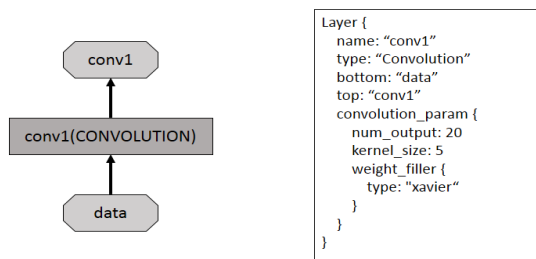 conv1
conv1(CONVOLUTION)
data
Layer {
name: “conv1”
type: “Convolution”
bottom: “data”
top: “conv1”
convolution_param {
num_output: 20
kernel_size: 5
weight_filler {
type: "xavier“
}
}
}